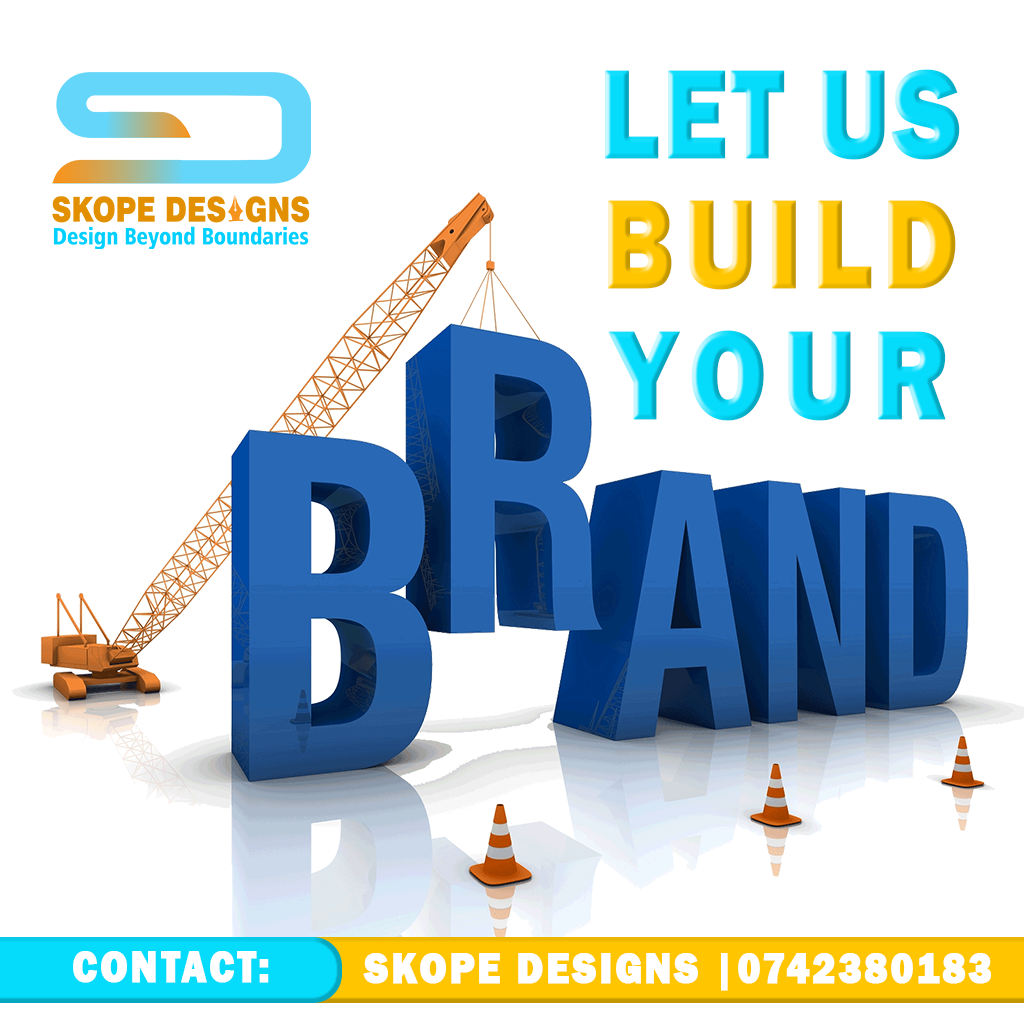 SKOPE DESIGNS
Design Beyond Boundaries
LET US
BUILD
YOUR
BRAND
CONTACT:
SKOPE DESIGNS |0742380183